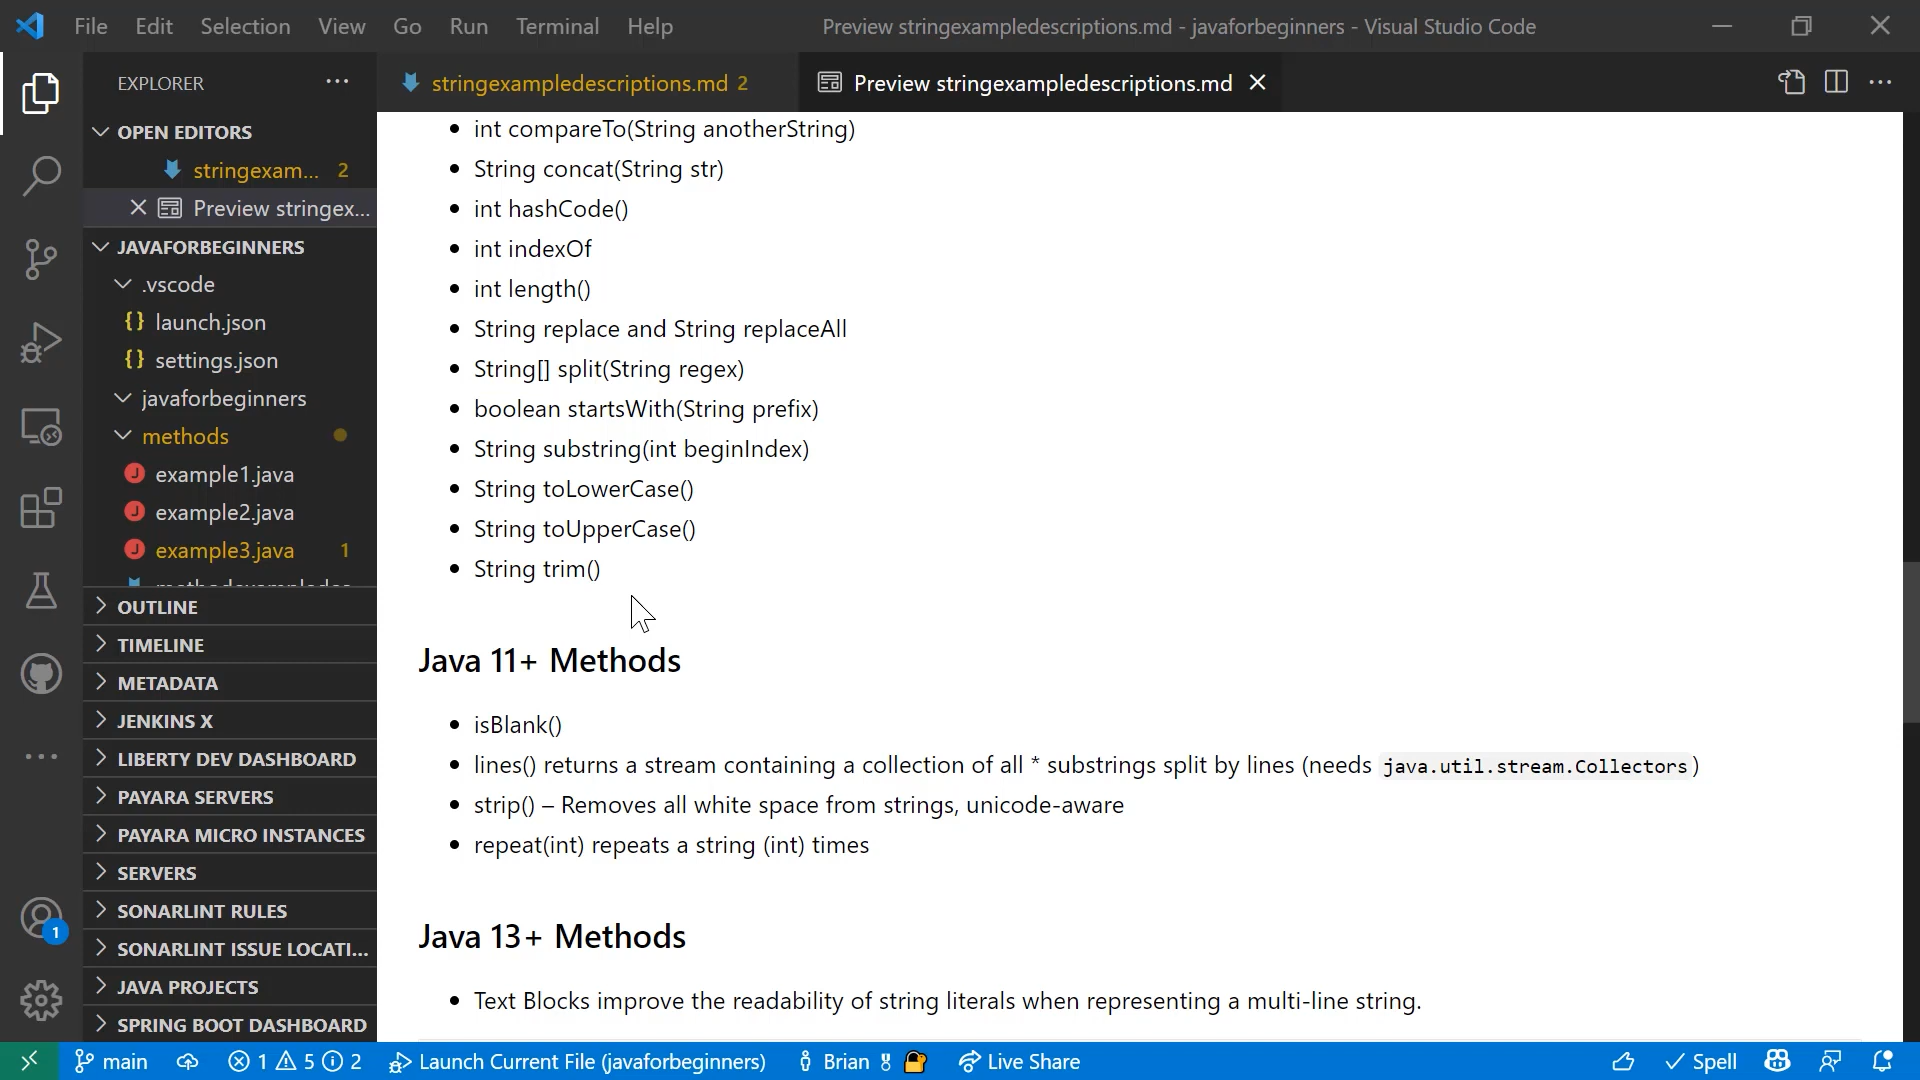 File Edit Selection View Go Run Terminal Help
Preview stringexampledescriptions.md - javaforbeginners - Visual Studio Code
EXPLORER
stringexampledescriptions.md 2
Preview stringexampledescriptions.md
OPEN EDITORS
stringexam... 2
Preview stringex...
JAVAFORBEGINNERS
.vscode
{} launch.json
{} settings.json
javaforbeginners
methods
J example1.java
J example2.java
J example3.java 1
OUTLINE
TIMELINE
METADATA
JENKINS X
LIBERTY DEV DASHBOARD
PAYARA SERVERS
PAYARA MICRO INSTANCES
SERVERS
SONARLINT RULES
SONARLINT ISSUE LOCATI...
JAVA PROJECTS
SPRING BOOT DASHBOARD
1
• int compareTo(String anotherString)
• String concat(String str)
• int hashCode()
• int indexOf
• int length()
• String replace and String replaceAll
• String[] split(String regex)
• boolean startsWith(String prefix)
• String substring(int beginIndex)
• String toLowerCase()
• String toUpperCase()
• String trim()
Java 11+ Methods
• isBlank()
• lines() returns a stream containing a collection of all * substrings split by lines (needs java.util.stream.Collectors)
• strip() – Removes all white space from strings, unicode-aware
• repeat(int) repeats a string (int) times
Java 13+ Methods
• Text Blocks improve the readability of string literals when representing a multi-line string.
main 1 5 2 Launch Current File (javaforbeginners) Brian Live Share Spell